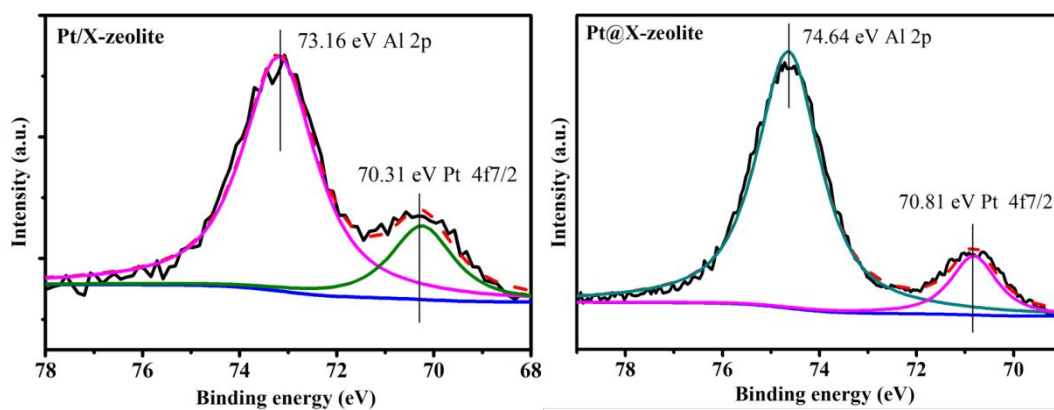 Pt/X-zeolite
73.16 eV Al 2p
70.31 eV Pt 4f7/2
Intensity (a.u.)
78 76 74 72 70 68
Binding energy (eV)
Pt@X-zeolite
74.64 eV Al 2p
70.81 eV Pt 4f7/2
Intensity (a.u.)
78 76 74 72 70
Binding energy (eV)